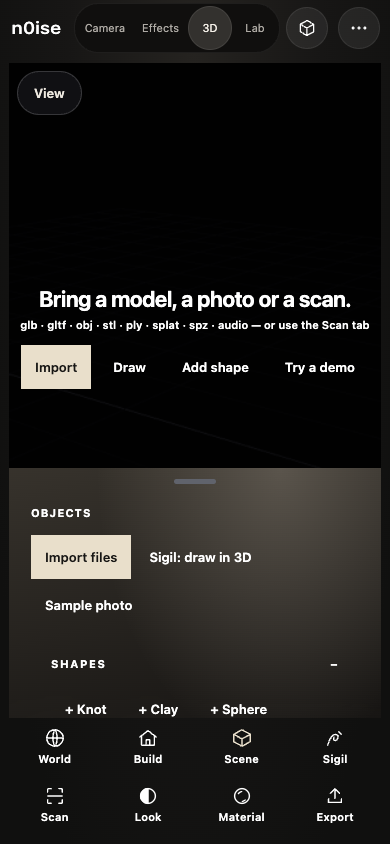 n0ise
Camera Effects 3D Lab
View
Bring a model, a photo or a scan.
glb · gltf · obj · stl · ply · splat · spz · audio — or use the Scan tab
Import Draw Add shape Try a demo
OBJECTS
Import files Sigil: draw in 3D
Sample photo
SHAPES –
+ Knot + Clay + Sphere
World Build Scene Sigil
Scan Look Material Export